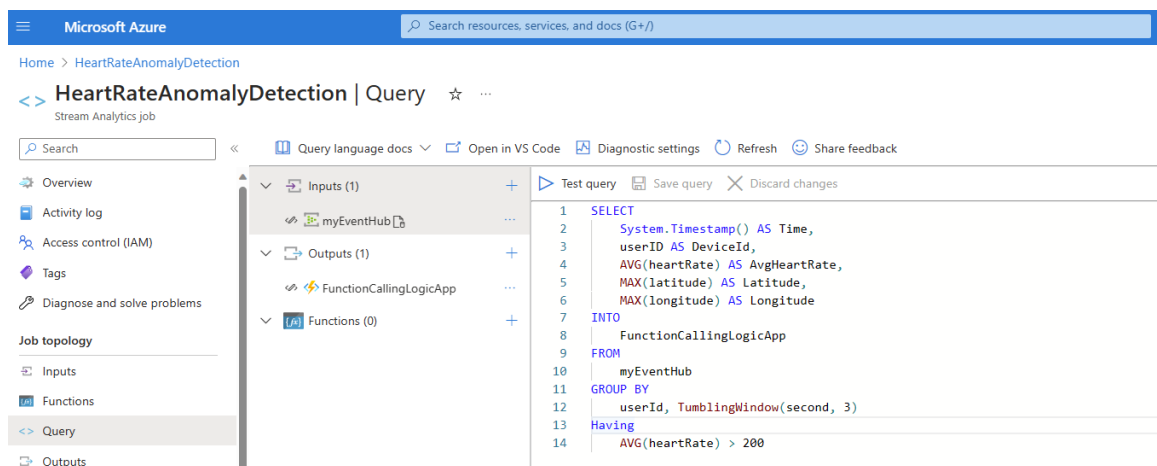 Microsoft Azure
Search resources, services, and docs (G+/)
Home > HeartRateAnomalyDetection
<> HeartRateAnomalyDetection | Query ☆ ...
Stream Analytics job
Search «
Query language docs Open in VS Code Diagnostic settings Refresh Share feedback
Overview
Activity log
Access control (IAM)
Tags
Diagnose and solve problems
Job topology
Inputs
Functions
<> Query
Outputs
Inputs (1) +
myEventHub ...
Outputs (1) +
FunctionCallingLogicApp ...
Functions (0) +
Test query Save query Discard changes
1 SELECT
2 System.Timestamp() AS Time,
3 userID AS DeviceId,
4 AVG(heartRate) AS AvgHeartRate,
5 MAX(latitude) AS Latitude,
6 MAX(longitude) AS Longitude
7 INTO
8 FunctionCallingLogicApp
9 FROM
10 myEventHub
11 GROUP BY
12 userId, TumblingWindow(second, 3)
13 Having
14 AVG(heartRate) > 200